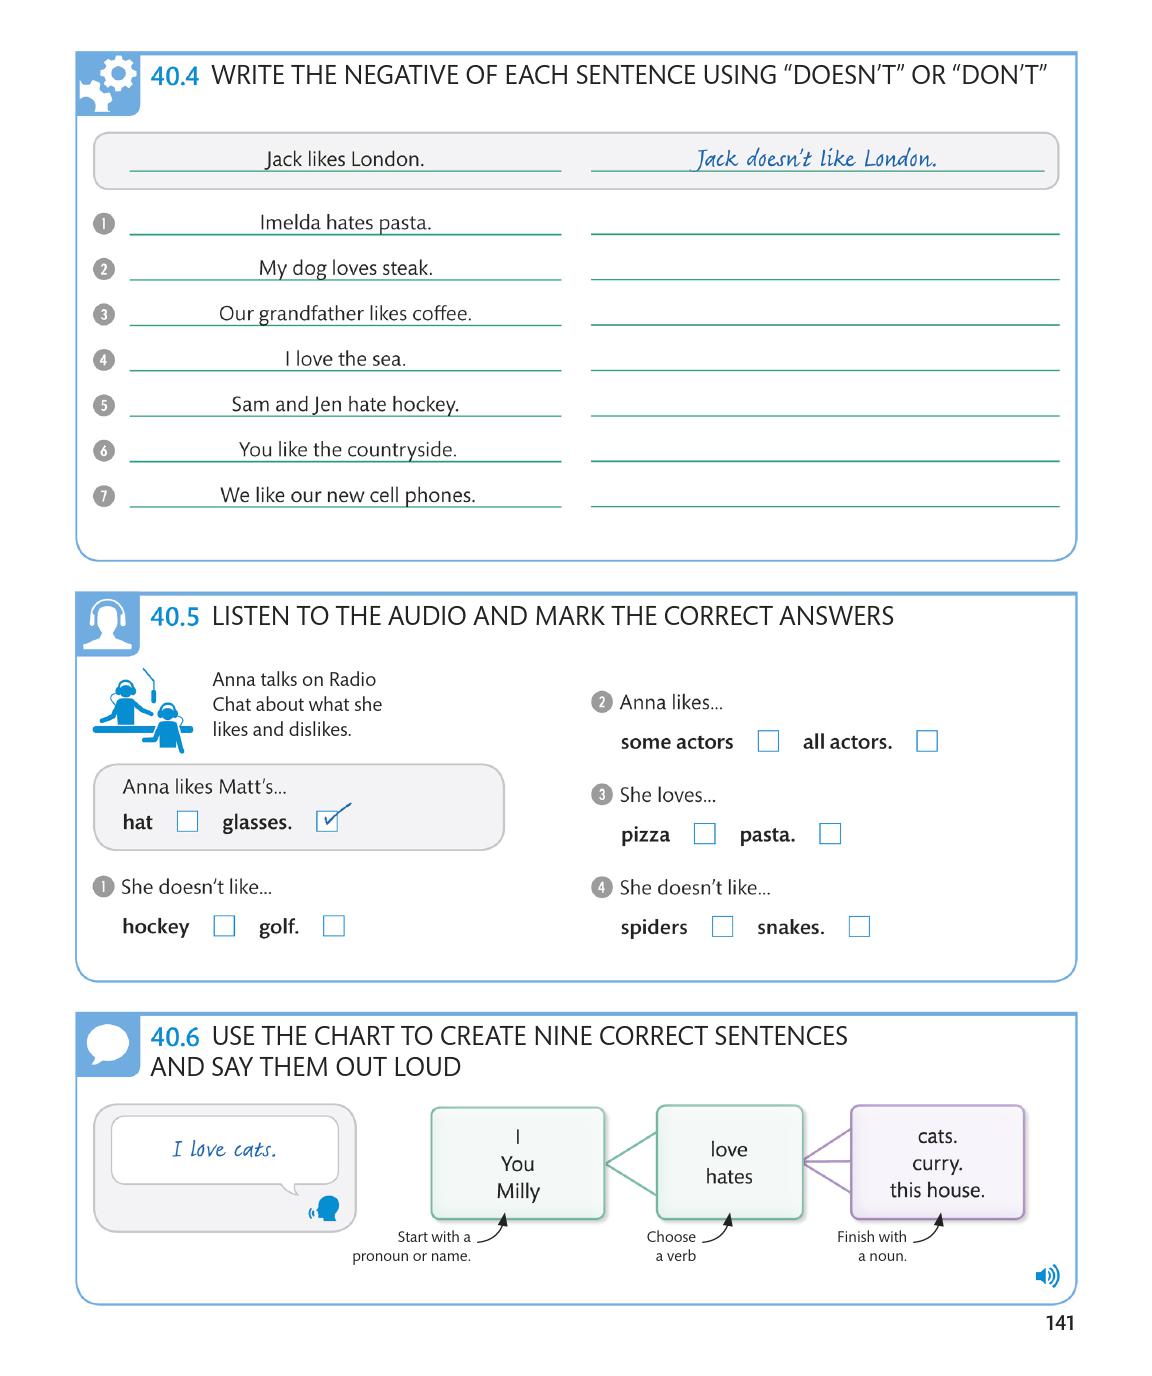 40.4 WRITE THE NEGATIVE OF EACH SENTENCE USING “DOESN’T” OR “DON’T”
Jack likes London. Jack doesn’t like London.
1 Imelda hates pasta.
2 My dog loves steak.
3 Our grandfather likes coffee.
4 I love the sea.
5 Sam and Jen hate hockey.
6 You like the countryside.
7 We like our new cell phones.
40.5 LISTEN TO THE AUDIO AND MARK THE CORRECT ANSWERS
Anna talks on Radio
Chat about what she
likes and dislikes.
Anna likes Matt’s...
hat glasses.
1 She doesn’t like...
hockey golf.
2 Anna likes...
some actors all actors.
3 She loves...
pizza pasta.
4 She doesn’t like...
spiders snakes.
40.6 USE THE CHART TO CREATE NINE CORRECT SENTENCES
AND SAY THEM OUT LOUD
I love cats.
I
You
Milly
love
hates
cats.
curry.
this house.
Start with a
pronoun or name.
Choose
a verb
Finish with
a noun.
141